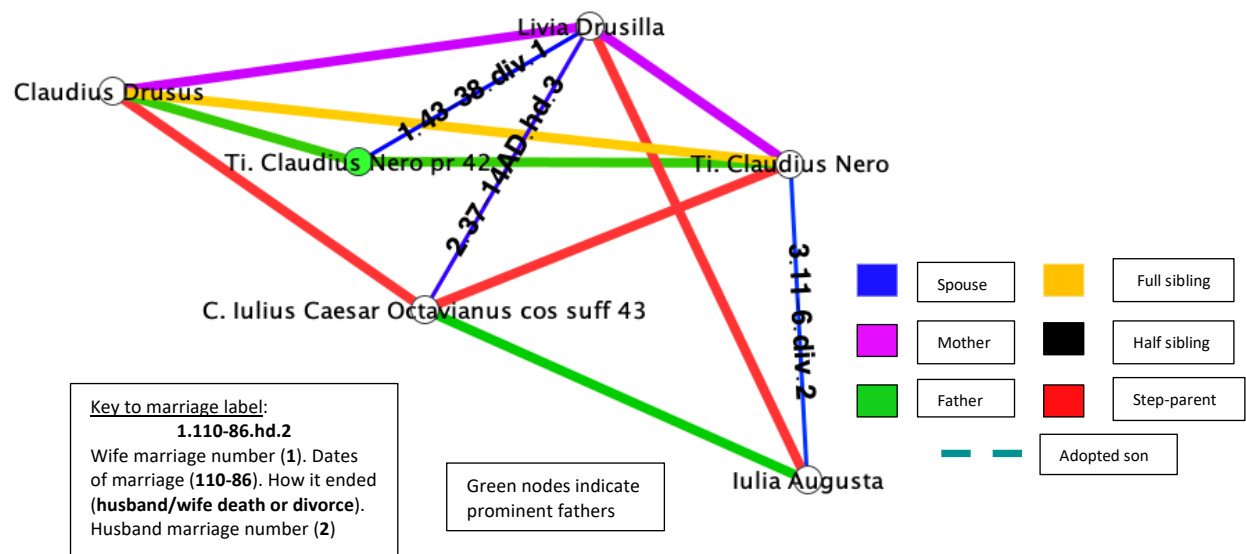 Livia Drusilla
Claudius Drusus
1.43 38.div.1
Ti. Claudius Nero pr 42
2.37 14AD.hd.3
Ti. Claudius Nero
3.11 6.div.2
C. Iulius Caesar Octavianus cos suff 43
Iulia Augusta
Spouse
Full sibling
Mother
Half sibling
Father
Step-parent
Adopted son
Key to marriage label:
1.110-86.hd.2
Wife marriage number (1). Dates
of marriage (110-86). How it ended
(husband/wife death or divorce).
Husband marriage number (2)
Green nodes indicate
prominent fathers